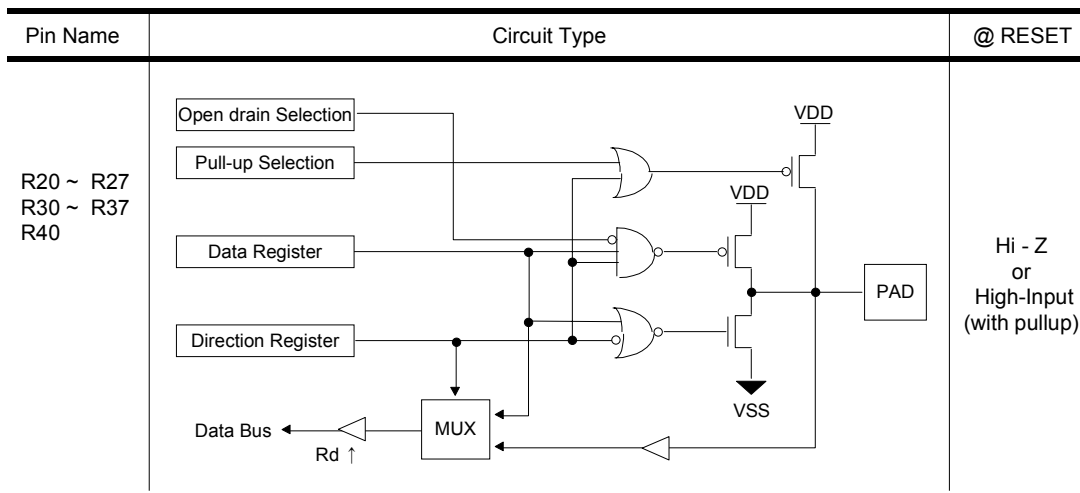 Pin Name
Circuit Type
@ RESET
R20 ~ R27
R30 ~ R37
R40
Open drain Selection
Pull-up Selection
Data Register
Direction Register
Data Bus
Rd ↑
MUX
VDD
VDD
VSS
PAD
Hi - Z
or
High-Input
(with pullup)